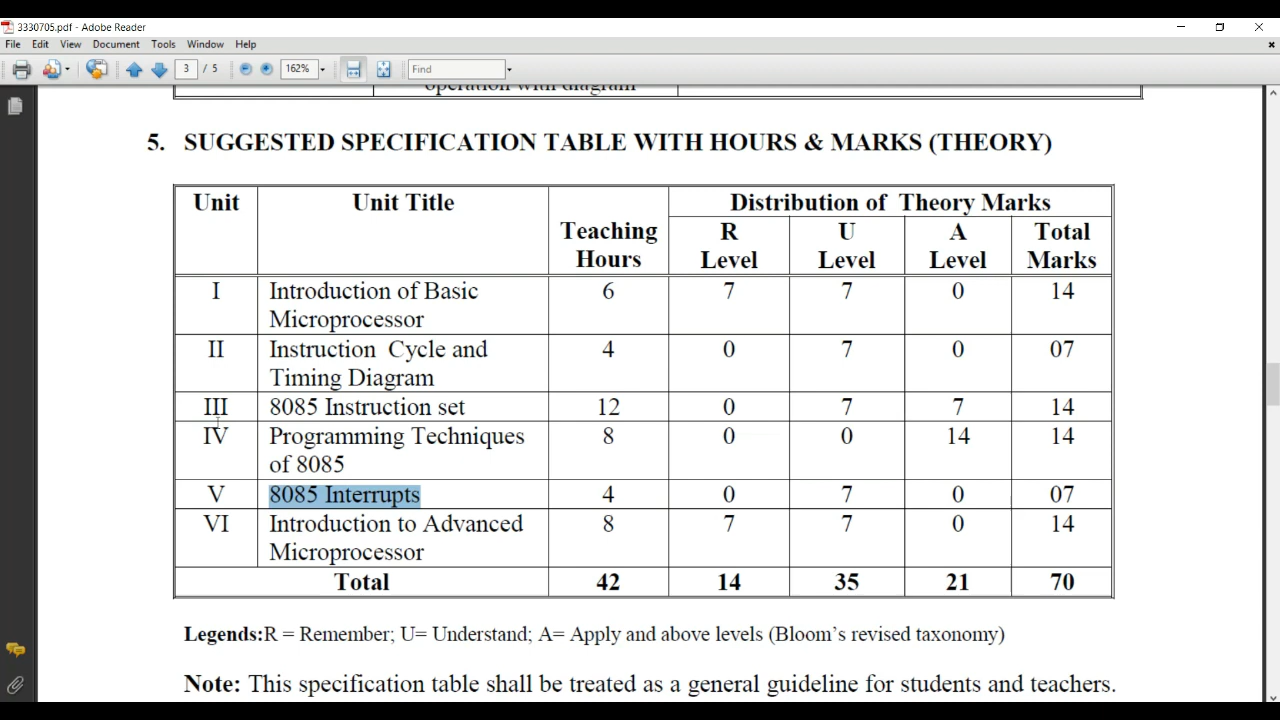 3330705.pdf - Adobe Reader
File Edit View Document Tools Window Help
3 / 5 162% Find
operation with diagram
5. SUGGESTED SPECIFICATION TABLE WITH HOURS & MARKS (THEORY)
Unit Unit Title Teaching Hours Distribution of Theory Marks
R Level U Level A Level Total Marks
I Introduction of Basic 6 7 7 0 14
Microprocessor
II Instruction Cycle and 4 0 7 0 07
Timing Diagram
III 8085 Instruction set 12 0 7 7 14
IV Programming Techniques 8 0 0 14 14
of 8085
V 8085 Interrupts 4 0 7 0 07
VI Introduction to Advanced 8 7 7 0 14
Microprocessor
Total 42 14 35 21 70
Legends:R = Remember; U= Understand; A= Apply and above levels (Bloom's revised taxonomy)
Note: This specification table shall be treated as a general guideline for students and teachers.